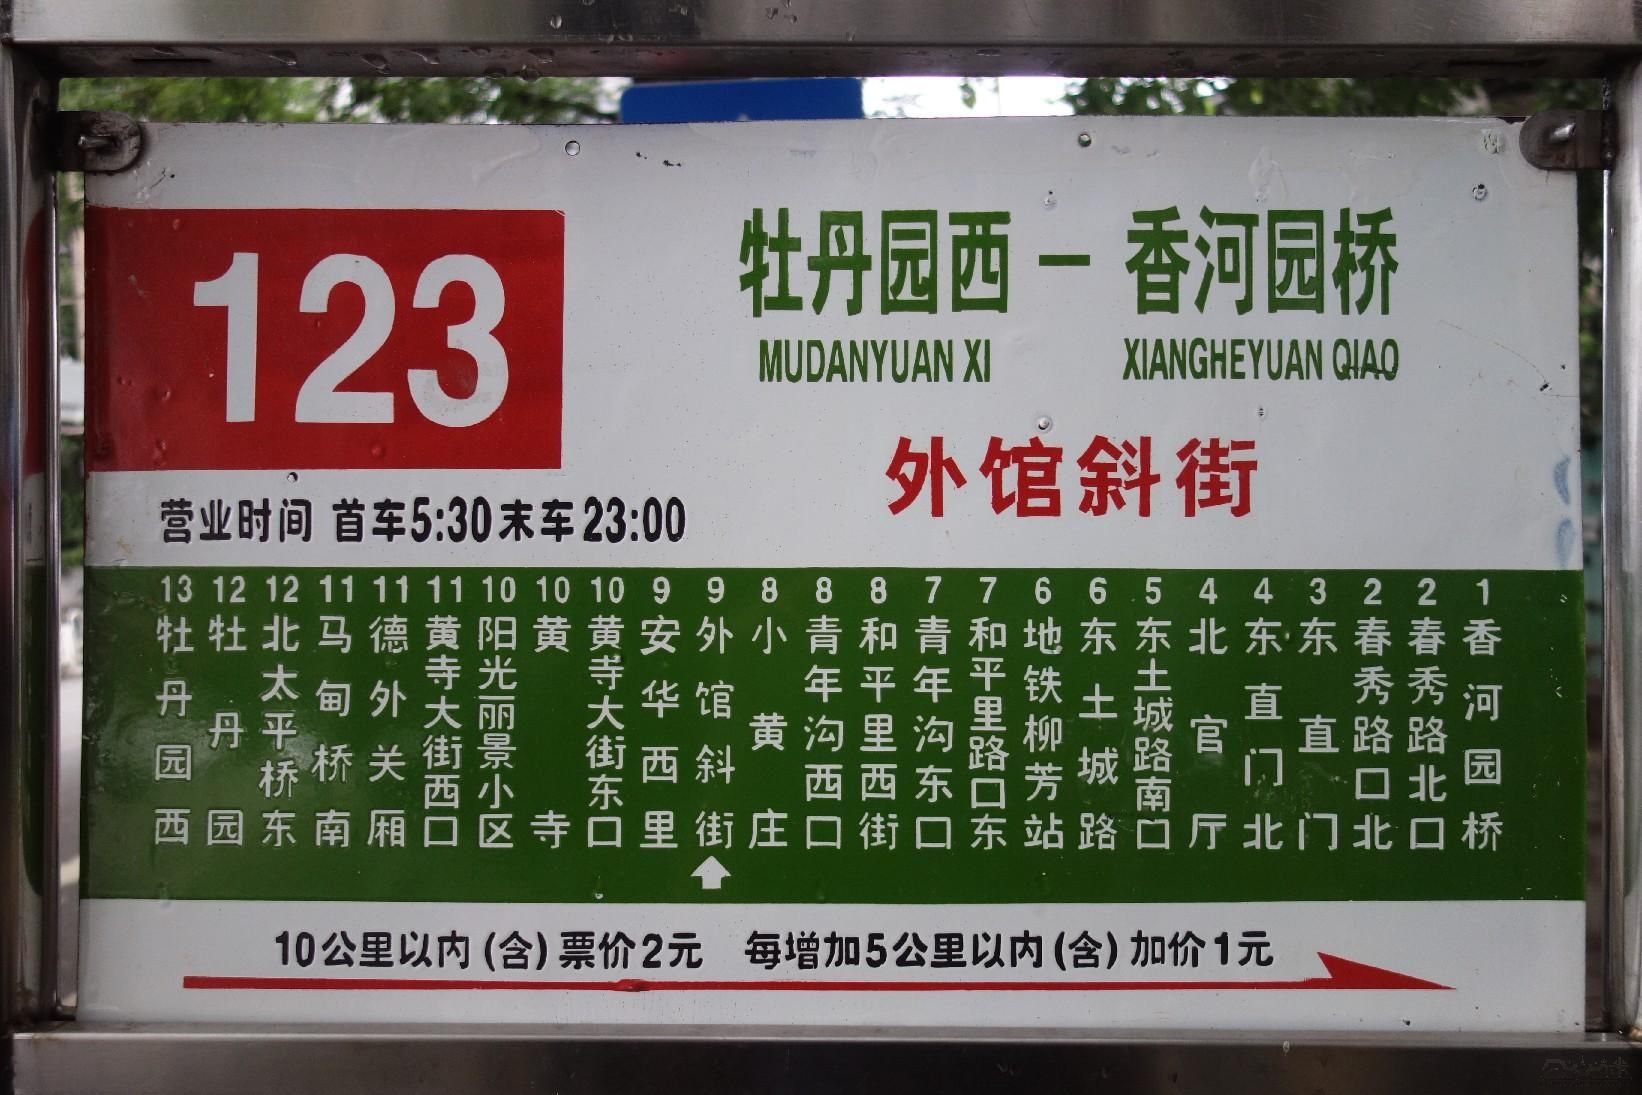 123
牡丹园西 — 香河园桥
MUDANYUAN XI XIANGHEYUAN QIAO
外馆斜街
营业时间 首车5:30 末车23:00
13 牡丹园西
12 牡丹园
12 北太平桥东
11 马甸桥南
11 德外关厢
11 黄寺大街西口
10 阳光丽景小区
10 黄寺
10 黄寺大街东口
9 安华西里
9 外馆斜街
8 小黄庄
8 青年沟西口
8 和平里西街
7 青年沟东口
7 和平里路口东
6 地铁柳芳站
6 东土城路
5 东土城路南口
4 北官厅
4 东直门北
3 东直门
2 春秀路口北
2 春秀路北口
1 香河园桥
10公里以内(含)票价2元 每增加5公里以内(含)加价1元